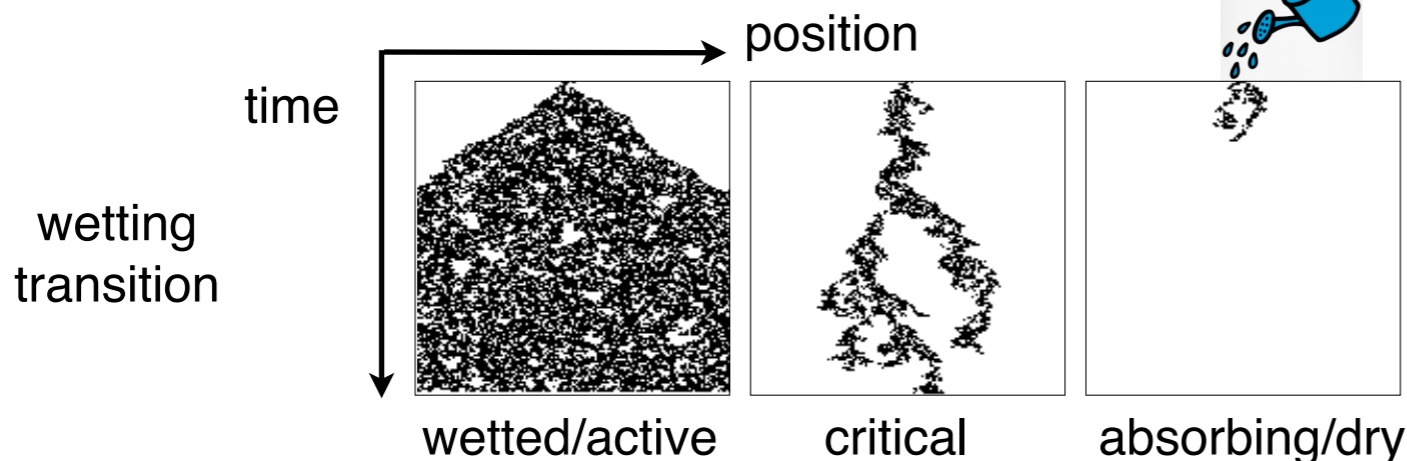 position
time
wetting
transition
wetted/active
critical
absorbing/dry